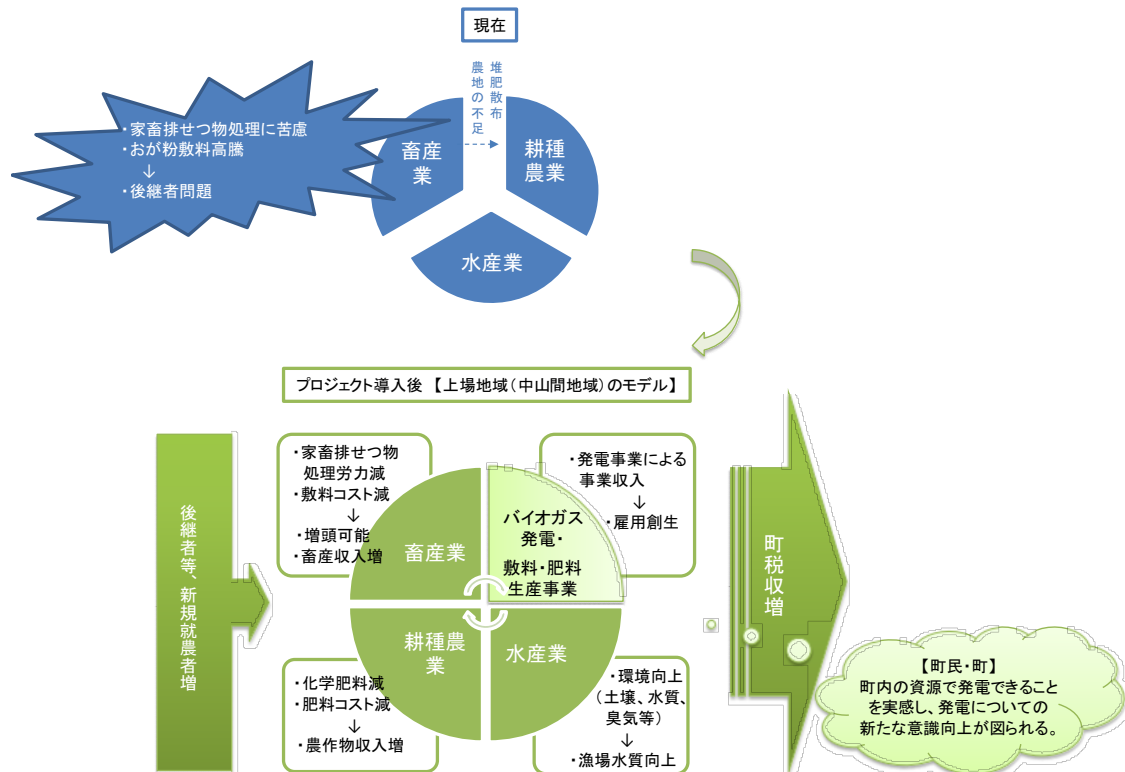 現在
堆肥散布
農地の不足
・家畜排せつ物処理に苦慮
・おが粉敷料高騰
↓
・後継者問題
畜産
業
耕種
農業
水産業
プロジェクト導入後 【上場地域（中山間地域）のモデル】
後継者等、新規就農者増
・家畜排せつ物
処理労力減
・敷料コスト減
↓
・増頭可能
・畜産収入増
・発電事業による
事業収入
↓
・雇用創生
畜産業
バイオガス
発電・
敷料・肥料
生産事業
耕種農
業
水産業
・化学肥料減
・肥料コスト減
↓
・農作物収入増
・環境向上
（土壌、水質、
臭気等）
↓
・漁場水質向上
町税収増
【町民・町】
町内の資源で発電できること
を実感し、発電についての
新たな意識向上が図られる。